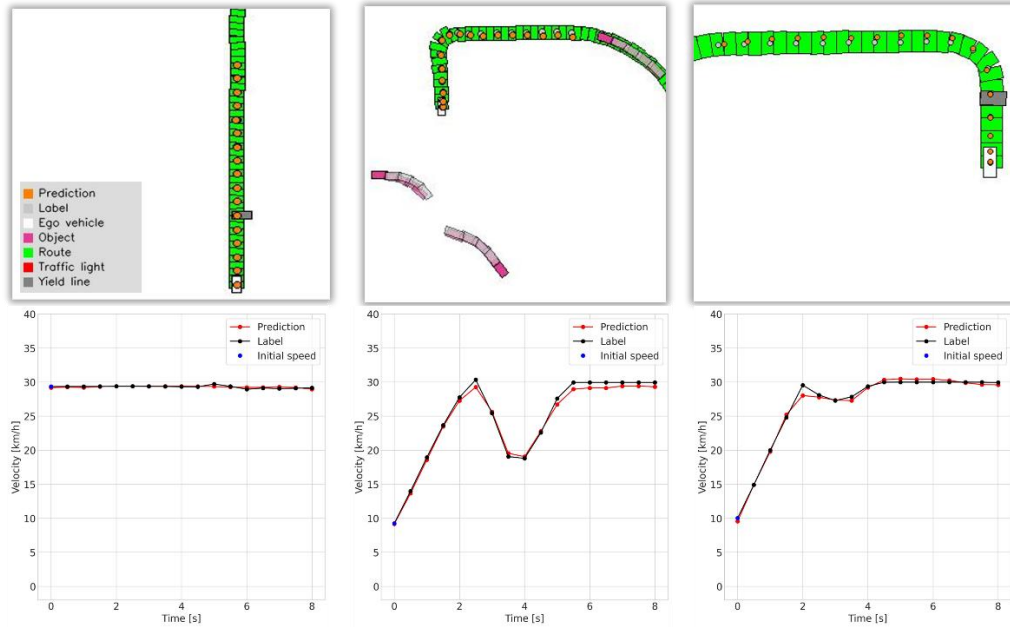 Prediction
Label
Ego vehicle
Object
Route
Traffic light
Yield line
40
35
30
25
20
15
10
5
0
Velocity [km/h]
Prediction
Label
Initial speed
0 2 4 6 8
Time [s]
40
35
30
25
20
15
10
5
0
Velocity [km/h]
Prediction
Label
Initial speed
0 2 4 6 8
Time [s]
40
35
30
25
20
15
10
5
0
Velocity [km/h]
Prediction
Label
Initial speed
0 2 4 6 8
Time [s]